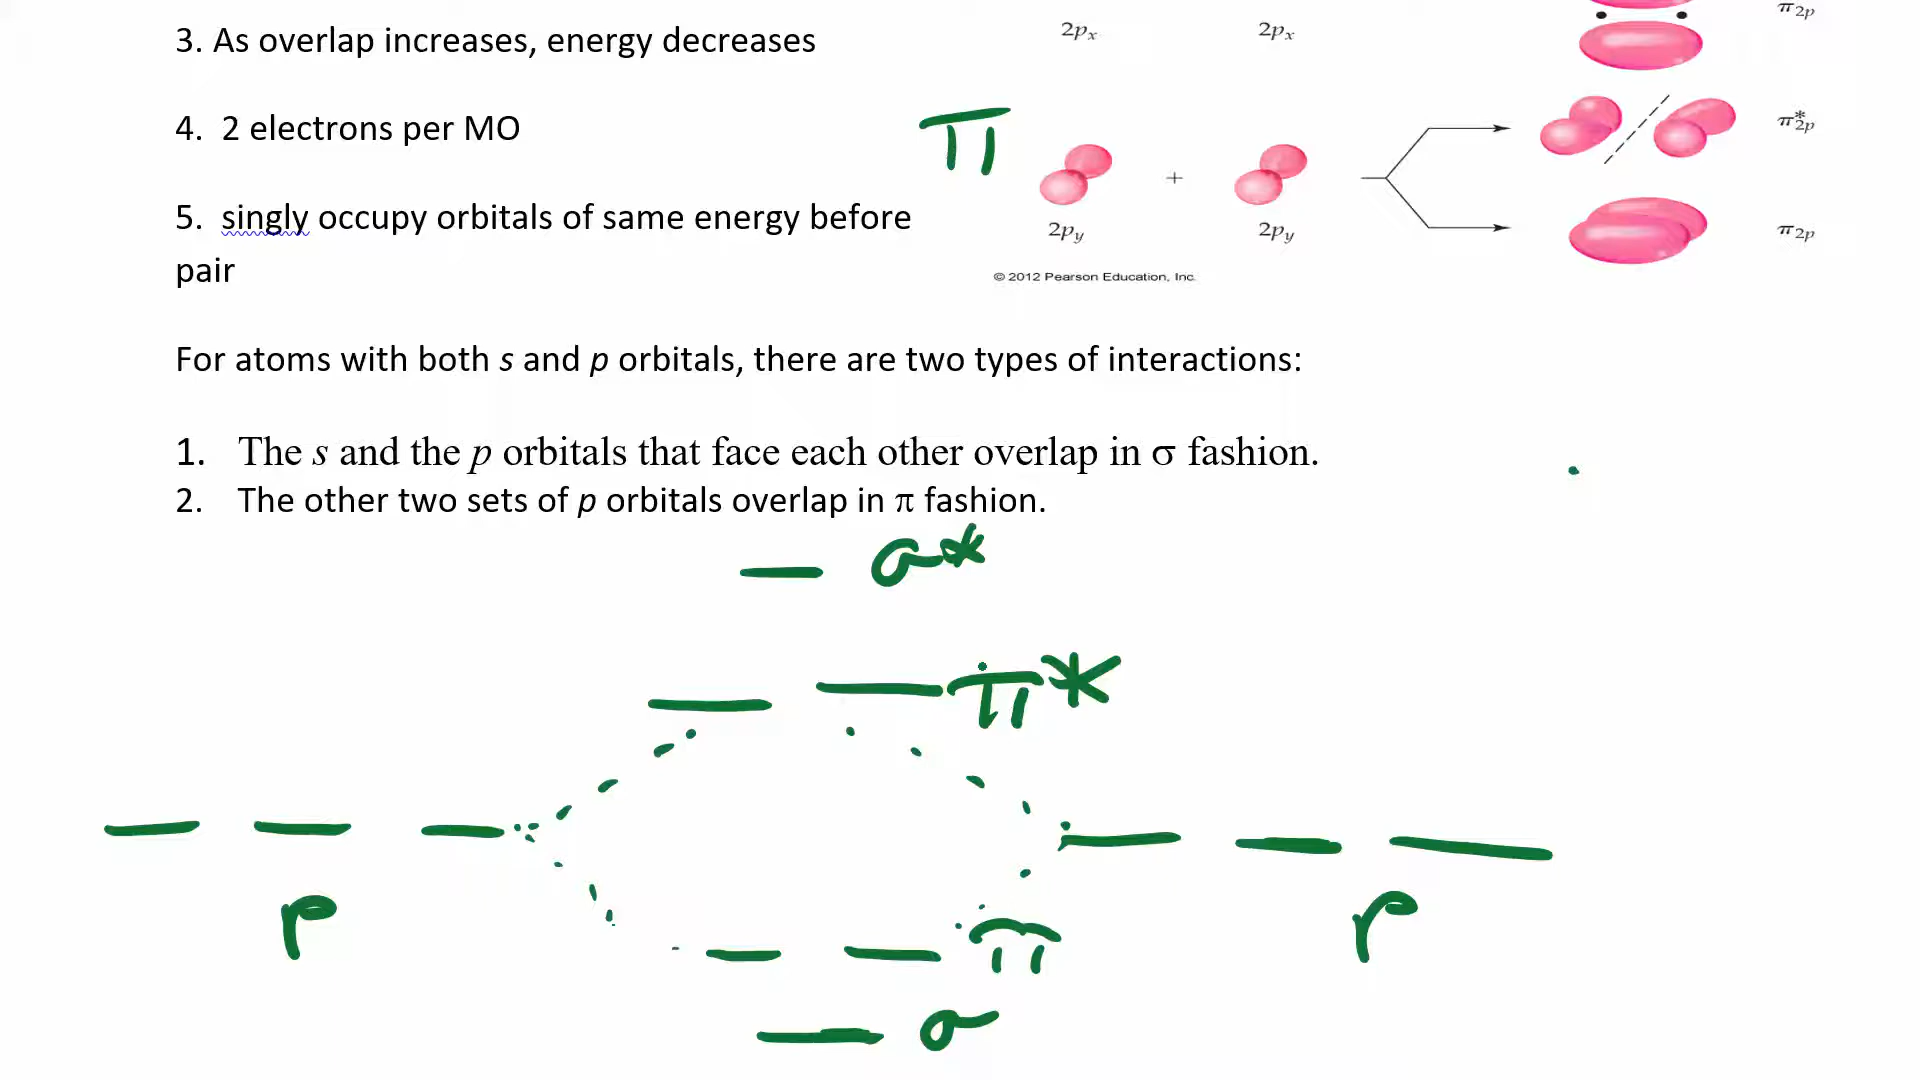 3. As overlap increases, energy decreases
2pₓ 2pₓ π₂ₚ
4. 2 electrons per MO
π
+
π*₂ₚ
5. singly occupy orbitals of same energy before
pair
2p_y 2p_y π₂ₚ
© 2012 Pearson Education, Inc.
For atoms with both s and p orbitals, there are two types of interactions:
1. The s and the p orbitals that face each other overlap in σ fashion.
2. The other two sets of p orbitals overlap in π fashion.
σ*
π*
p p
π
σ